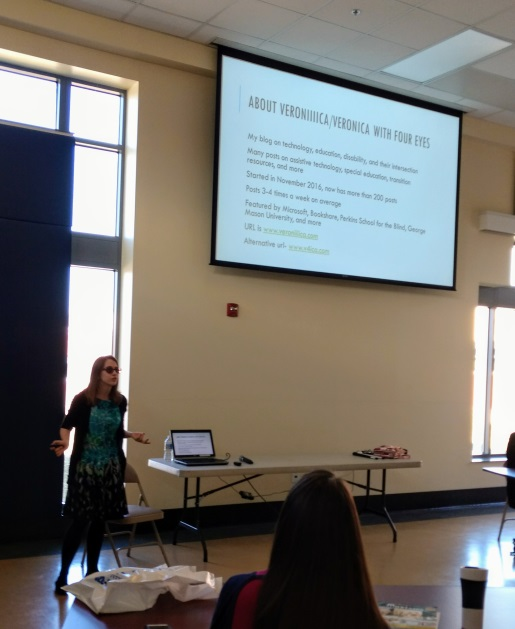 ABOUT VERONIIIICA/VERONICA WITH FOUR EYES
My blog on technology, education, disability, and their intersection
Many posts on assistive technology, special education, transition
resources, and more
Started in November 2016, now has more than 200 posts
Posts 3-4 times a week on average
Featured by Microsoft, Bookshare, Perkins School for the Blind, George
Mason University, and more
URL is www.veroniiiica.com
Alternative url- www.v4ica.com